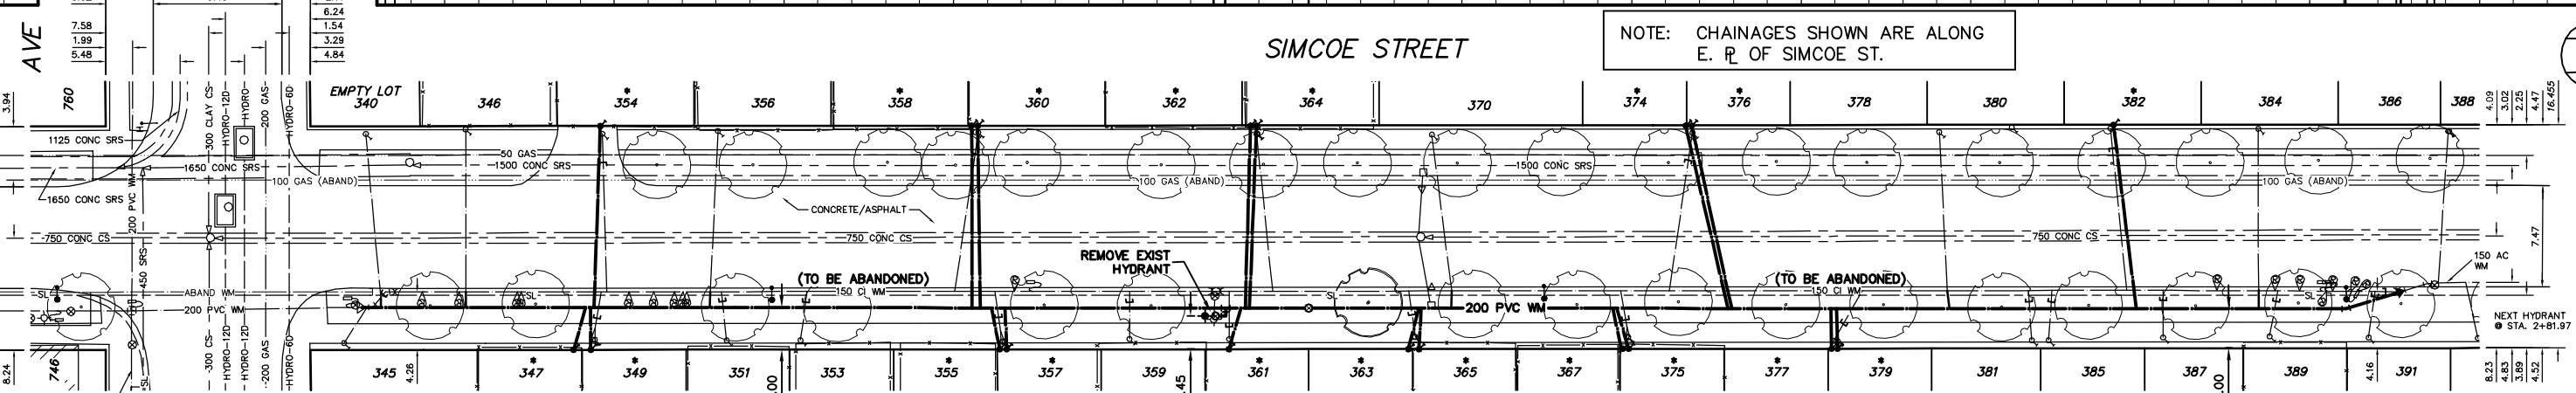 AVE
7.58
1.99
5.48
6.24
1.54
3.29
4.84
SIMCOE STREET
NOTE: CHAINAGES SHOWN ARE ALONG
E. ⅊ OF SIMCOE ST.
3.94
760
300 CLAY CS
HYDRO-12D
HYDRO
200 GAS
HYDRO-6D
EMPTY LOT
340
346
354
356
358
360
362
364
370
374
376
378
380
382
384
386
388
4.09
3.02
2.25
4.47
16.455
1125 CONC SRS
50 GAS
1650 CONC SRS
1500 CONC SRS
1500 CONC SRS
100 GAS (ABAND)
100 GAS (ABAND)
100 GAS (ABAND)
1650 CONC SRS
200 PVC WM
CONCRETE/ASPHALT
750 CONC CS
750 CONC CS
750 CONC CS
7.47
450 SRS
REMOVE EXIST
HYDRANT
150 AC
WM
(TO BE ABANDONED)
(TO BE ABANDONED)
SL
ABAND WM
SL
150 CI WM
SL
150 CI WM
SL
200 PVC WM
200 PVC WM
NEXT HYDRANT
@ STA. 2+81.97
8.24
746
SL
300 CS
HYDRO-12D
HYDRO-12D
200 GAS
HYDRO-6D
345
4.26
347
349
351
353
355
357
359
361
363
365
367
375
377
379
381
385
387
389
4.16
391
8.23
4.83
3.89
4.52